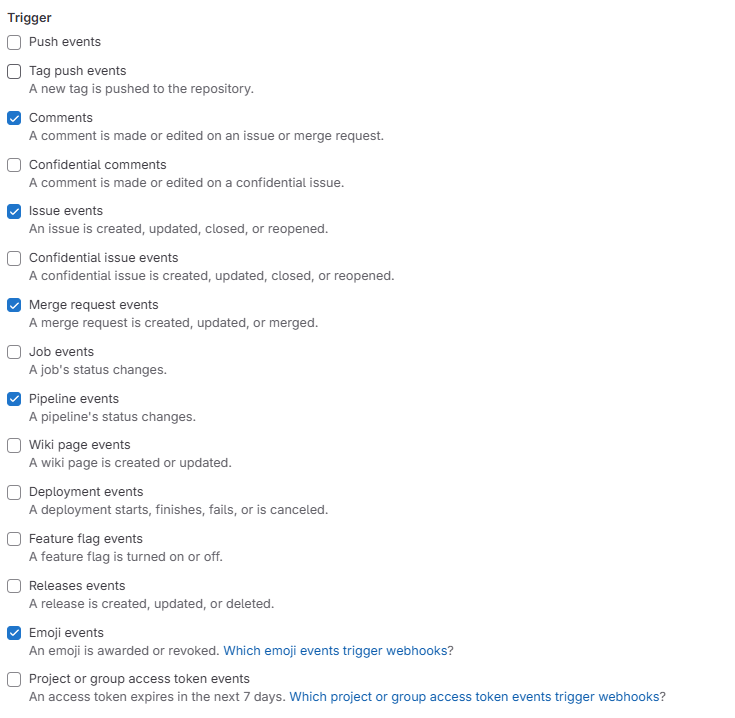 Trigger
Push events
Tag push events
A new tag is pushed to the repository.
Comments
A comment is made or edited on an issue or merge request.
Confidential comments
A comment is made or edited on a confidential issue.
Issue events
An issue is created, updated, closed, or reopened.
Confidential issue events
A confidential issue is created, updated, closed, or reopened.
Merge request events
A merge request is created, updated, or merged.
Job events
A job's status changes.
Pipeline events
A pipeline's status changes.
Wiki page events
A wiki page is created or updated.
Deployment events
A deployment starts, finishes, fails, or is canceled.
Feature flag events
A feature flag is turned on or off.
Releases events
A release is created, updated, or deleted.
Emoji events
An emoji is awarded or revoked. Which emoji events trigger webhooks?
Project or group access token events
An access token expires in the next 7 days. Which project or group access token events trigger webhooks?